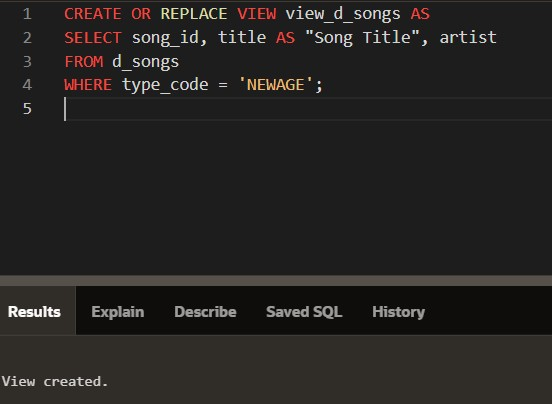 1 CREATE OR REPLACE VIEW view_d_songs AS
2 SELECT song_id, title AS "Song Title", artist
3 FROM d_songs
4 WHERE type_code = 'NEWAGE';
5
Results Explain Describe Saved SQL History
View created.